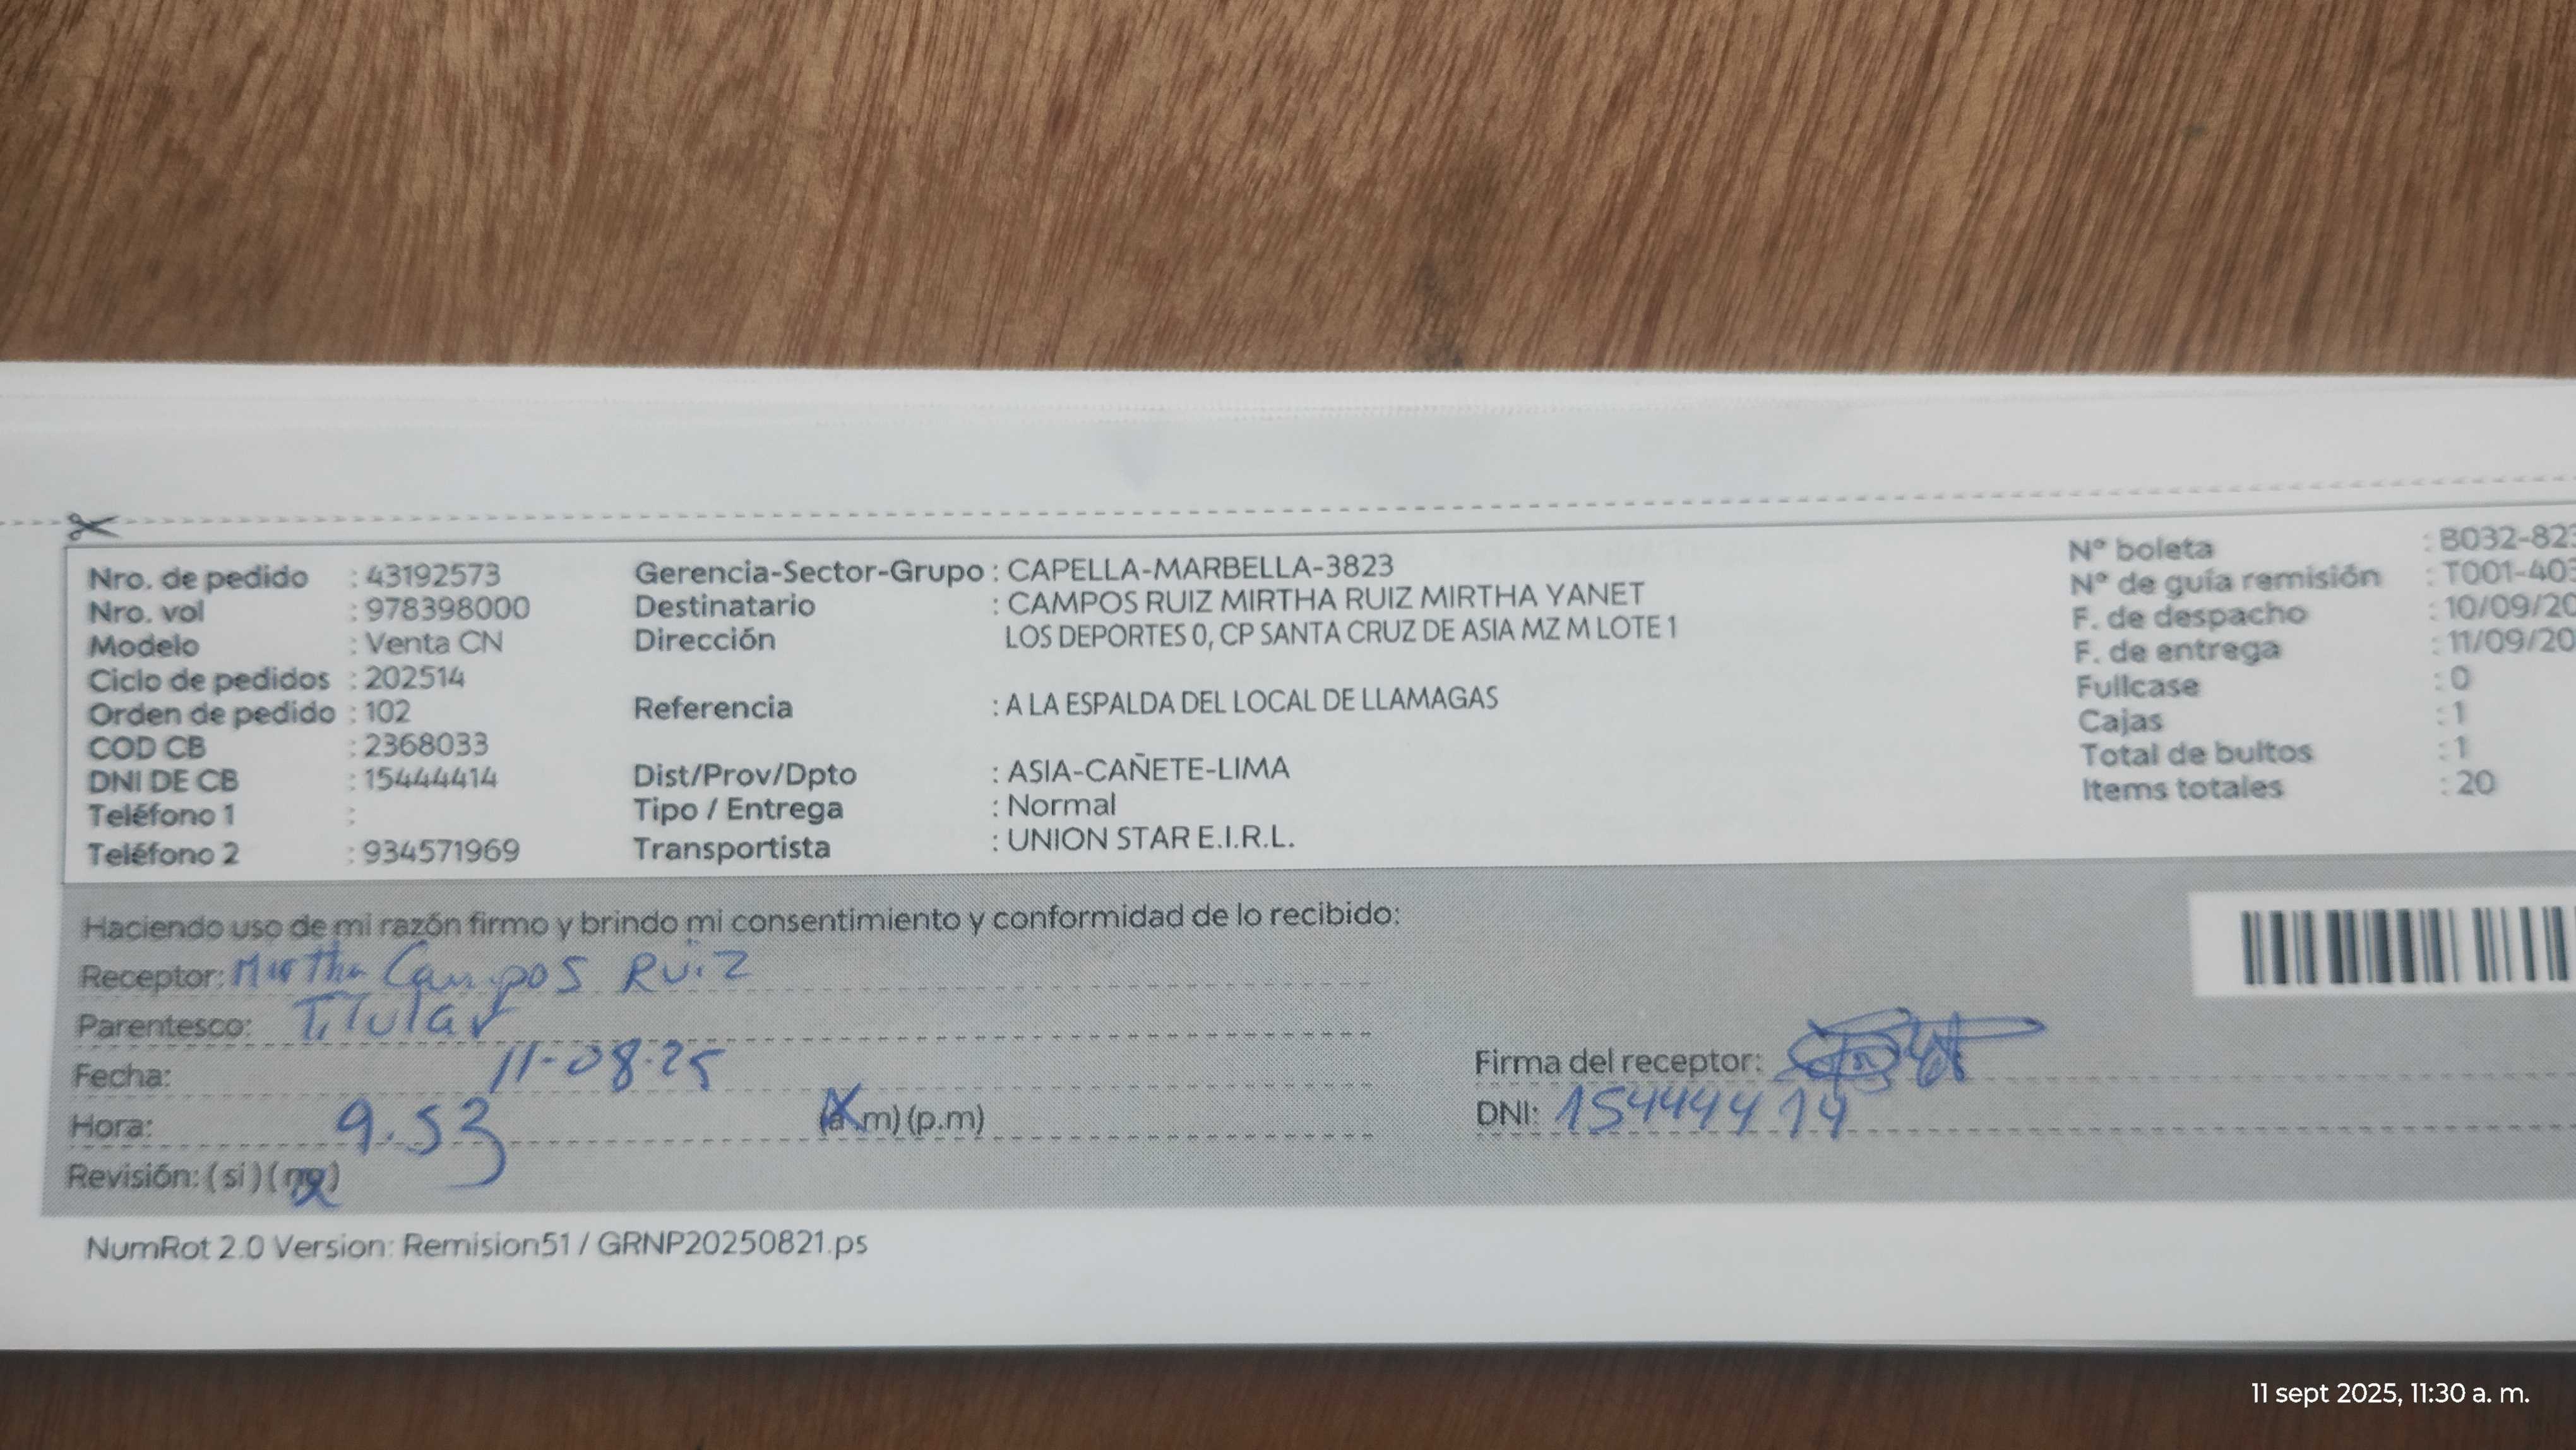 Nro. de pedido : 43192573
Nro. vol : 978398000
Modelo : Venta CN
Ciclo de pedidos : 202514
Orden de pedido : 102
COD CB : 2368033
DNI DE CB : 15444414
Teléfono 1 :
Teléfono 2 : 934571969
Gerencia-Sector-Grupo : CAPELLA-MARBELLA-3823
Destinatario : CAMPOS RUIZ MIRTHA RUIZ MIRTHA YANET
Dirección LOS DEPORTES 0, CP SANTA CRUZ DE ASIA MZ M LOTE 1
Referencia : A LA ESPALDA DEL LOCAL DE LLAMAGAS
Dist/Prov/Dpto : ASIA-CAÑETE-LIMA
Tipo / Entrega : Normal
Transportista : UNION STAR E.I.R.L.
Nº boleta : B032-823
Nº de guía remisión : T001-403
F. de despacho : 10/09/20
F. de entrega : 11/09/20
Fullcase : 0
Cajas : 1
Total de bultos : 1
Items totales : 20
Haciendo uso de mi razón firmo y brindo mi consentimiento y conformidad de lo recibido:
Receptor: Mirtha Campos Ruiz
Parentesco: Titular
Fecha: 11-08-25
Hora: 9.53 (a.m) (p.m)
Revisión: (si) (no)
Firma del receptor:
DNI: 15444414
NumRot 2.0 Version: Remision51 / GRNP20250821.ps
11 sept 2025, 11:30 a. m.